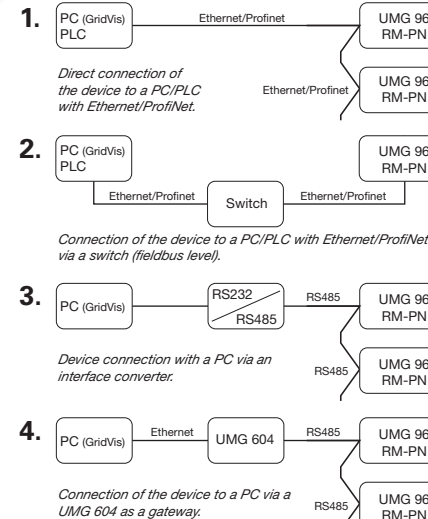 1.
PC (GridVis)
PLC
Ethernet/Profinet
UMG 96
RM-PN
Direct connection of
the device to a PC/PLC
with Ethernet/ProfiNet.
Ethernet/Profinet
UMG 96
RM-PN
2.
PC (GridVis)
PLC
UMG 96
RM-PN
Ethernet/Profinet
Switch
Ethernet/Profinet
Connection of the device to a PC/PLC with Ethernet/ProfiNet
via a switch (fieldbus level).
3.
PC (GridVis)
RS232
RS485
RS485
UMG 96
RM-PN
Device connection with a PC via an
interface converter.
RS485
UMG 96
RM-PN
4.
PC (GridVis)
Ethernet
UMG 604
RS485
UMG 96
RM-PN
Connection of the device to a PC via a
UMG 604 as a gateway.
RS485
UMG 96
RM-PN